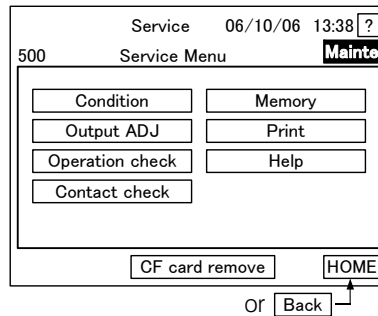 Service 06/10/06 13:38 ?
500 Service Menu Mainte
Condition Memory
Output ADJ Print
Operation check Help
Contact check
CF card remove HOME
or Back